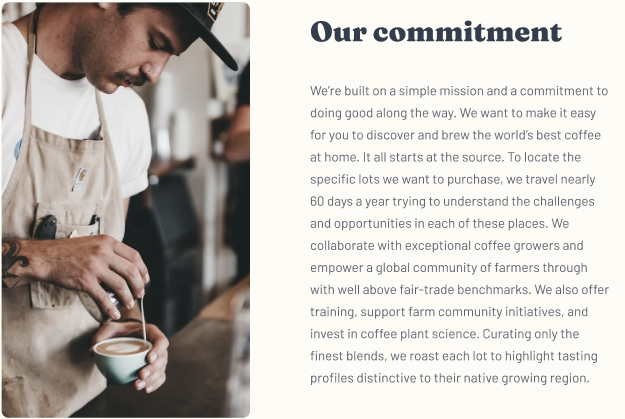 Our commitment
We're built on a simple mission and a commitment to
doing good along the way. We want to make it easy
for you to discover and brew the world's best coffee
at home. It all starts at the source. To locate the
specific lots we want to purchase, we travel nearly
60 days a year trying to understand the challenges
and opportunities in each of these places. We
collaborate with exceptional coffee growers and
empower a global community of farmers through
with well above fair-trade benchmarks. We also offer
training, support farm community initiatives, and
invest in coffee plant science. Curating only the
finest blends, we roast each lot to highlight tasting
profiles distinctive to their native growing region.